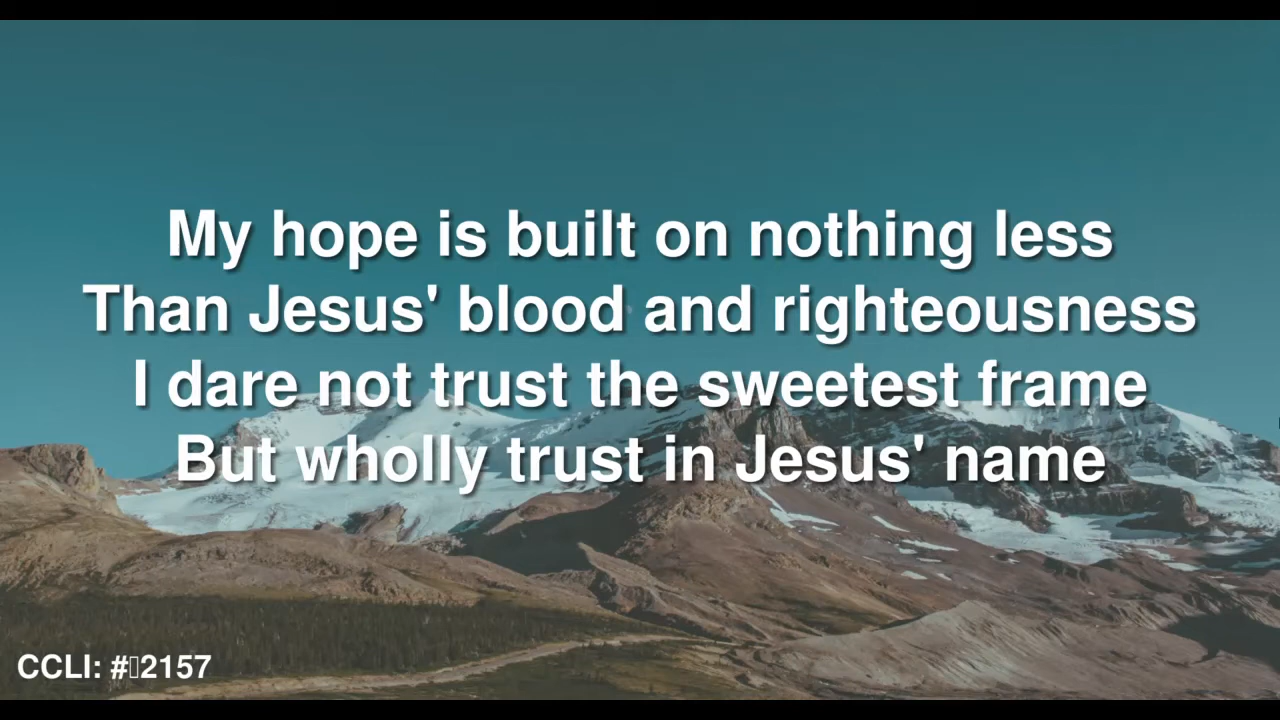 My hope is built on nothing less
Than Jesus' blood and righteousness
I dare not trust the sweetest frame
But wholly trust in Jesus' name
CCLI: #▯2157